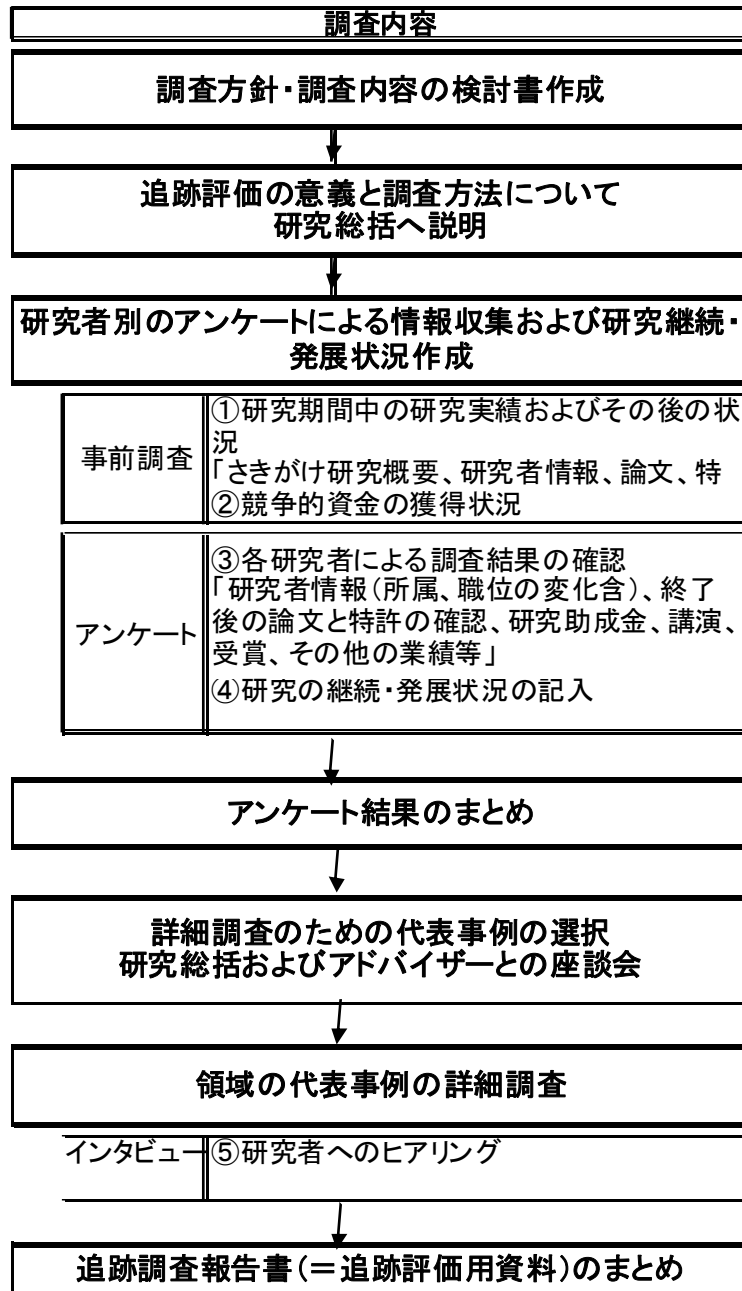 調査内容
調査方針・調査内容の検討書作成
追跡評価の意義と調査方法について
研究総括へ説明
研究者別のアンケートによる情報収集および研究継続・
発展状況作成
事前調査
①研究期間中の研究実績およびその後の状
況
「さきがけ研究概要、研究者情報、論文、特
②競争的資金の獲得状況
アンケート
③各研究者による調査結果の確認
「研究者情報(所属、職位の変化含)、終了
後の論文と特許の確認、研究助成金、講演、
受賞、その他の業績等」
④研究の継続・発展状況の記入
アンケート結果のまとめ
詳細調査のための代表事例の選択
研究総括およびアドバイザーとの座談会
領域の代表事例の詳細調査
インタビュー
⑤研究者へのヒアリング
追跡調査報告書(=追跡評価用資料)のまとめ